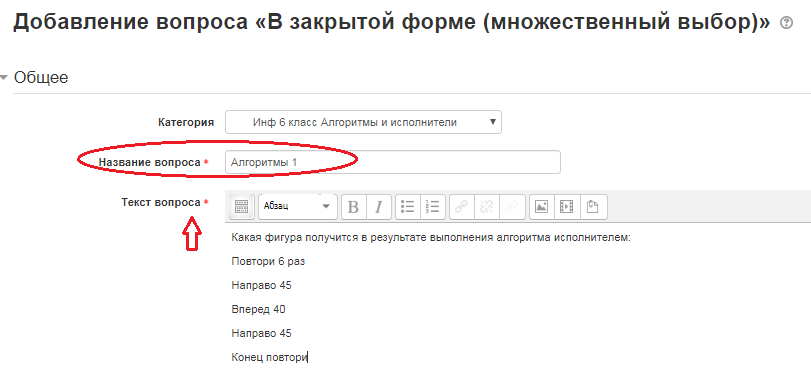 Добавление вопроса «В закрытой форме (множественный выбор)»
Общее
Категория Инф 6 класс Алгоритмы и исполнители
Название вопроса * Алгоритмы 1
Текст вопроса * Абзац B I
Какая фигура получится в результате выполнения алгоритма исполнителем:
Повтори 6 раз
Направо 45
Вперед 40
Направо 45
Конец повтори